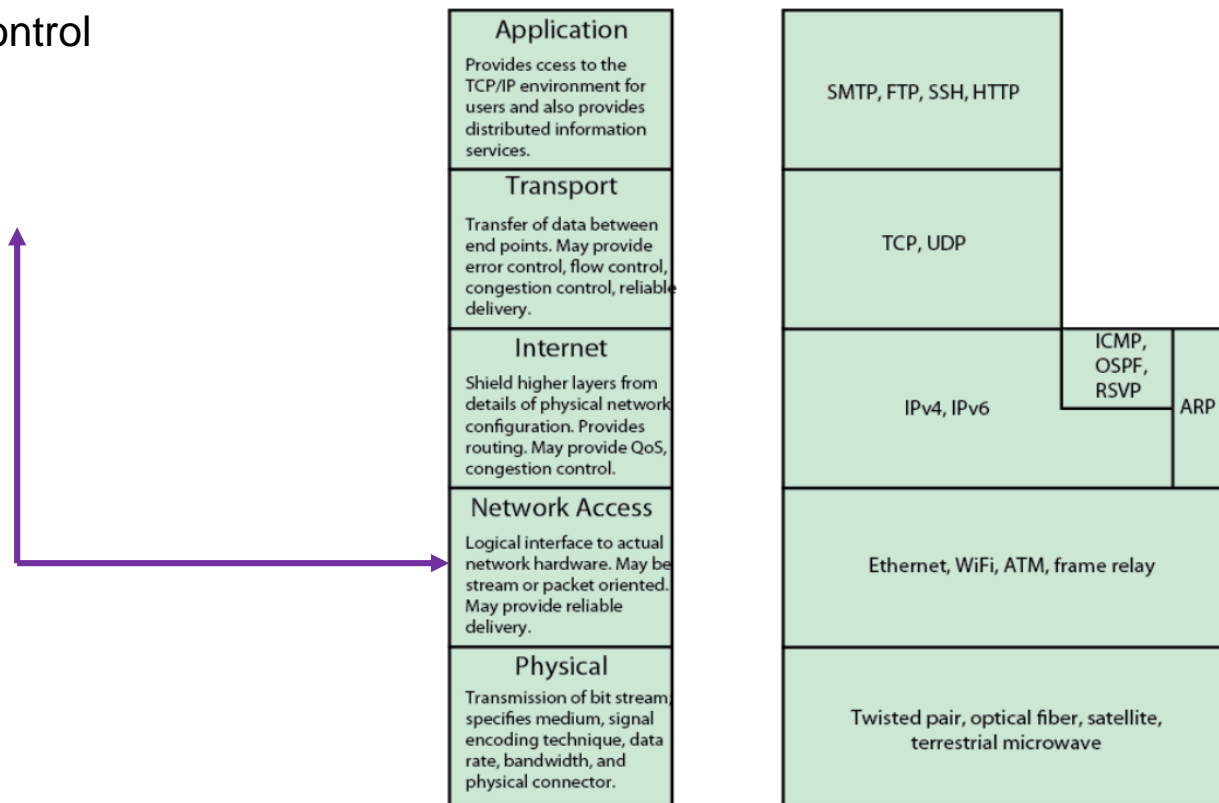 ontrol
Application
Provides ccess to the
TCP/IP environment for
users and also provides
distributed information
services.
SMTP, FTP, SSH, HTTP
Transport
Transfer of data between
end points. May provide
error control, flow control,
congestion control, reliable
delivery.
TCP, UDP
Internet
Shield higher layers from
details of physical network
configuration. Provides
routing. May provide QoS,
congestion control.
IPv4, IPv6
ICMP,
OSPF,
RSVP
ARP
Network Access
Logical interface to actual
network hardware. May be
stream or packet oriented.
May provide reliable
delivery.
Ethernet, WiFi, ATM, frame relay
Physical
Transmission of bit stream;
specifies medium, signal
encoding technique, data
rate, bandwidth, and
physical connector.
Twisted pair, optical fiber, satellite,
terrestrial microwave